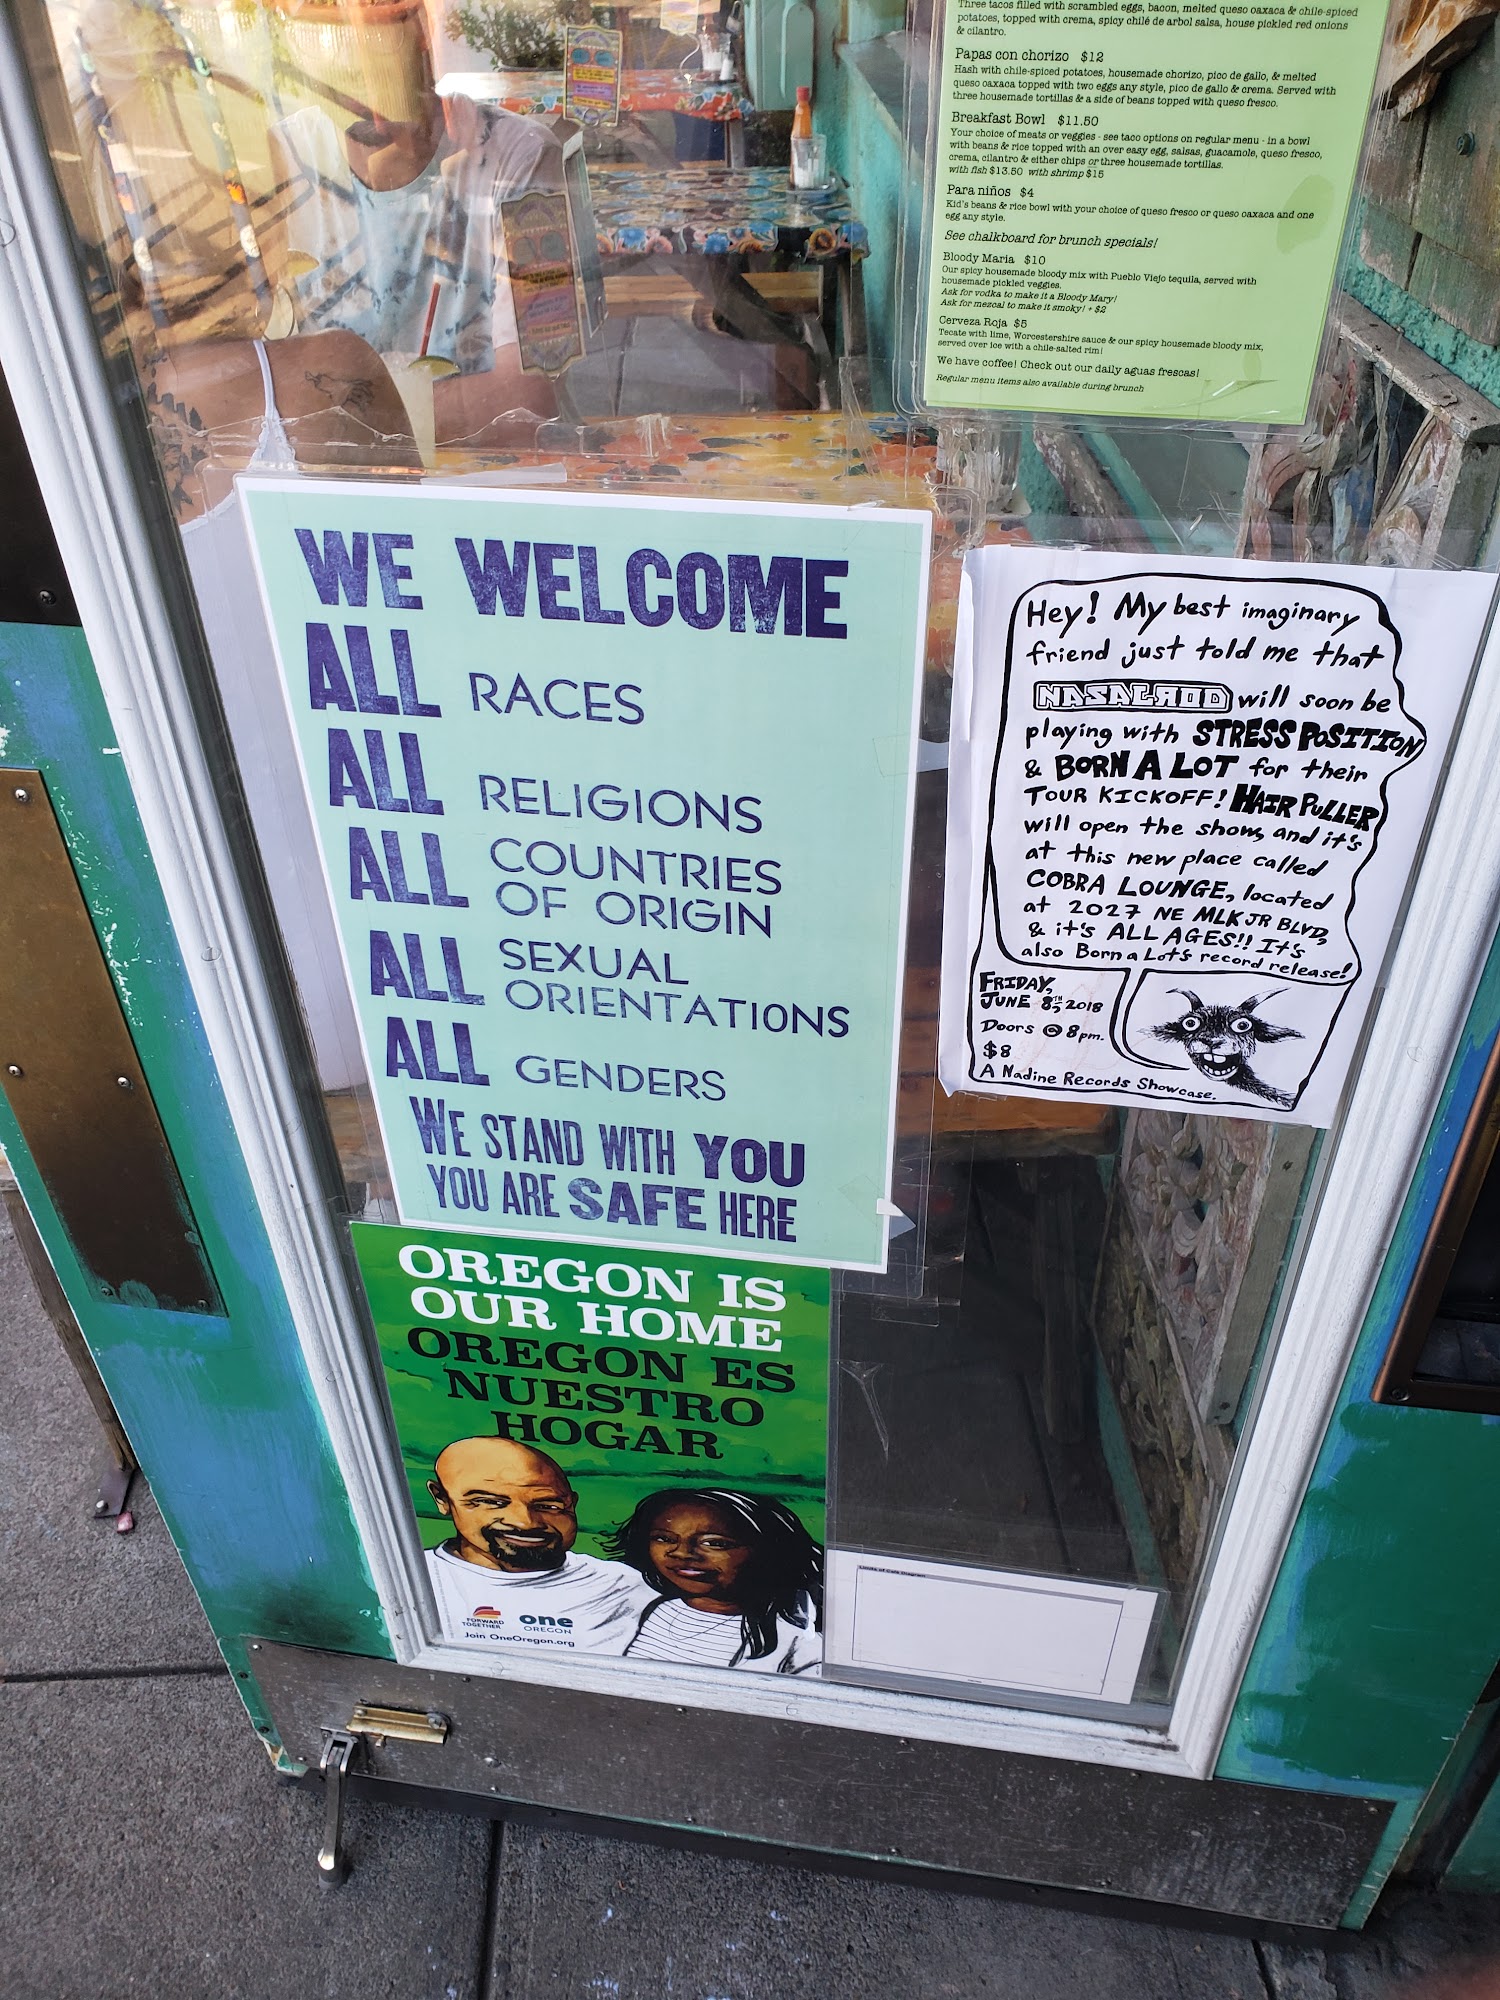 Three tacos filled with scrambled eggs, bacon, melted queso oaxaca & chile-spiced
potatoes, topped with crema, spicy chilé de arbol salsa, house pickled red onions
& cilantro.
Papas con chorizo $12
Hash with chile-spiced potatoes, housemade chorizo, pico de gallo, & melted
queso oaxaca topped with two eggs any style, pico de gallo & crema. Served with
three housemade tortillas & a side of beans topped with queso fresco.
Breakfast Bowl $11.50
Your choice of meats or veggies - see taco options on regular menu - in a bowl
with beans & rice topped with an over easy egg, salsas, guacamole, queso fresco,
crema, cilantro & either chips or three housemade tortillas.
with fish $13.50 with shrimp $15
Para niños $4
Kid's beans & rice bowl with your choice of queso fresco or queso oaxaca and one
egg any style.
See chalkboard for brunch specials!
Bloody Maria $10
Our spicy housemade bloody mix with Pueblo Viejo tequila, served with
housemade pickled veggies.
Ask for vodka to make it a Bloody Mary!
Ask for mezcal to make it smoky! + $2
Cerveza Roja $5
Tecate with lime, Worcestershire sauce & our spicy housemade bloody mix,
served over ice with a chile-salted rim!
We have coffee! Check out our daily aguas frescas!
Regular menu items also available during brunch
WE WELCOME
ALL RACES
ALL RELIGIONS
ALL COUNTRIES
OF ORIGIN
ALL SEXUAL
ORIENTATIONS
ALL GENDERS
WE STAND WITH YOU
YOU ARE SAFE HERE
Hey! My best imaginary
friend just told me that
NASALROD will soon be
playing with STRESS POSITION
& BORN A LOT for their
TOUR KICKOFF! HAIR PULLER
will open the show, and it's
at this new place called
COBRA LOUNGE, located
at 2027 NE MLK JR BLVD,
& it's ALL AGES!! It's
also Born a Lot's record release!
FRIDAY,
JUNE 8TH, 2018
Doors @ 8pm.
$8
A Nadine Records Showcase.
OREGON IS
OUR HOME
OREGON ES
NUESTRO
HOGAR
FORWARD
TOGETHER
one
OREGON
Join OneOregon.org
Limits of Cafe Diagram